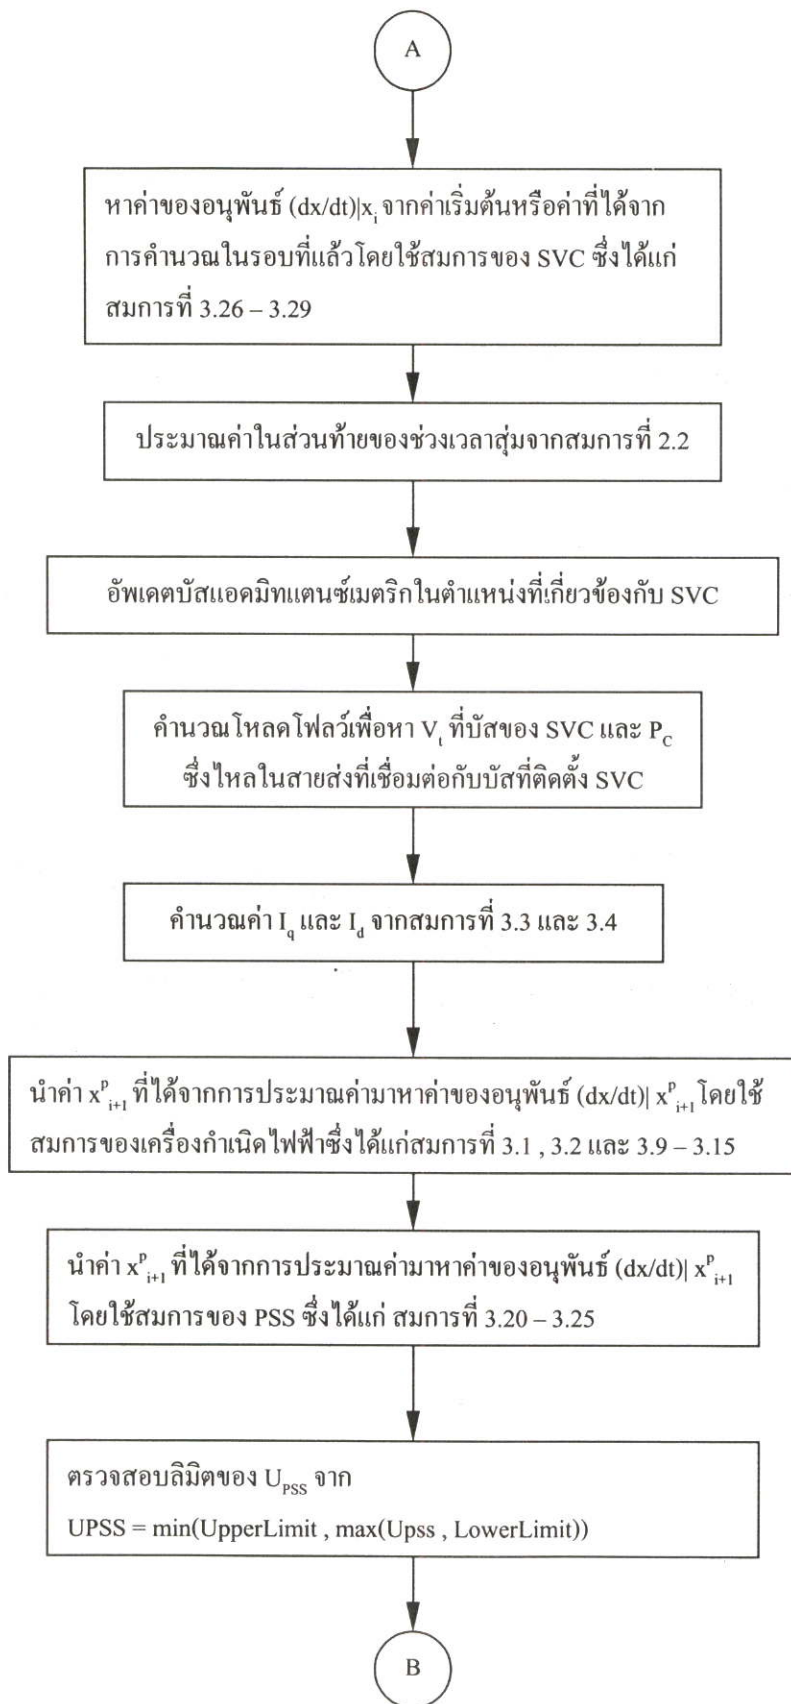 A
หาค่าของอนุพันธ์ (dx/dt)|xᵢ จากค่าเริ่มต้นหรือค่าที่ได้จาก
การคำนวณในรอบที่แล้วโดยใช้สมการของ SVC ซึ่งได้แก่
สมการที่ 3.26 – 3.29
ประมาณค่าในส่วนท้ายของช่วงเวลาสุ่มจากสมการที่ 2.2
อัพเดตบัสแอดมิทแตนซ์เมตริกในตำแหน่งที่เกี่ยวข้องกับ SVC
คำนวณโหลดโฟลว์เพื่อหา Vₜ ที่บัสของ SVC และ P_C
ซึ่งไหลในสายส่งที่เชื่อมต่อกับบัสที่ติดตั้ง SVC
คำนวณค่า I_q และ I_d จากสมการที่ 3.3 และ 3.4
นำค่า xᵖᵢ₊₁ ที่ได้จากการประมาณค่ามาหาค่าของอนุพันธ์ (dx/dt)| xᵖᵢ₊₁ โดยใช้
สมการของเครื่องกำเนิดไฟฟ้าซึ่งได้แก่สมการที่ 3.1 , 3.2 และ 3.9 – 3.15
นำค่า xᵖᵢ₊₁ ที่ได้จากการประมาณค่ามาหาค่าของอนุพันธ์ (dx/dt)| xᵖᵢ₊₁
โดยใช้สมการของ PSS ซึ่งได้แก่ สมการที่ 3.20 – 3.25
ตรวจสอบลิมิตของ U_PSS จาก
UPSS = min(UpperLimit , max(Upss , LowerLimit))
B